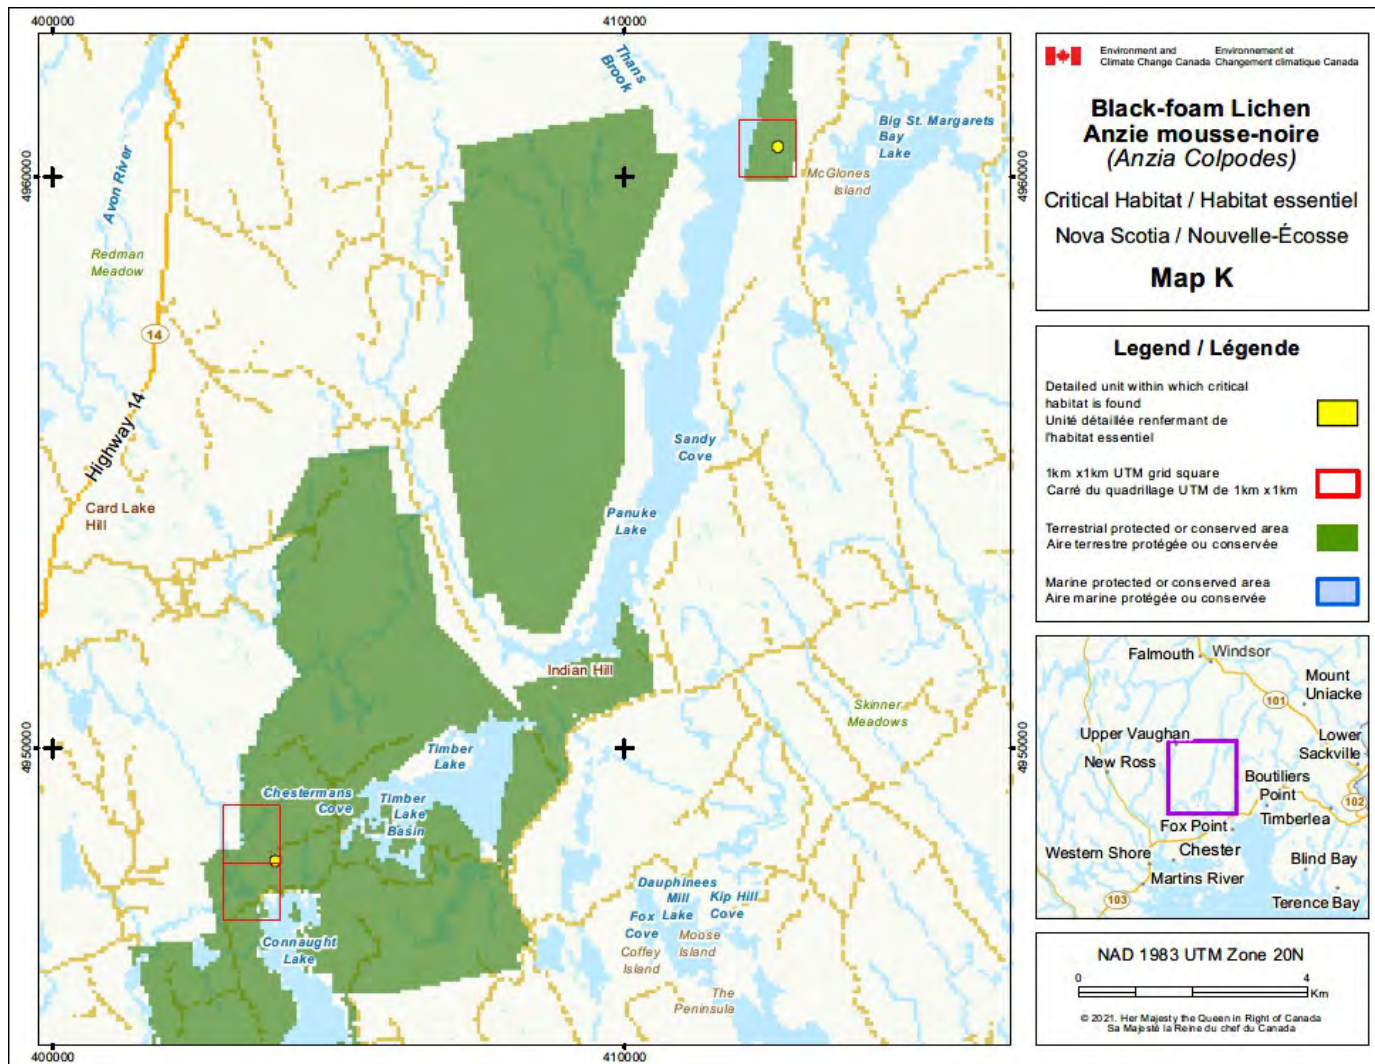 400000
410000
4960000
4960000
4950000
4950000
400000
410000
Thans
Brook
Avon River
Big St. Margarets
Bay
Lake
McGlones
Island
Redman
Meadow
14
Highway 14
Sandy
Cove
Card Lake
Hill
Panuke
Lake
Indian Hill
Skinner
Meadows
Timber
Lake
Chestermans
Cove
Timber
Lake
Basin
Dauphinees
Mill
Lake
Kip Hill
Cove
Fox
Cove
Moose
Island
Coffey
Island
Connaught
Lake
The
Peninsula
Environment and
Climate Change Canada
Environnement et
Changement climatique Canada
Black-foam Lichen
Anzie mousse-noire
(Anzia Colpodes)
Critical Habitat / Habitat essentiel
Nova Scotia / Nouvelle-Écosse
Map K
Legend / Légende
Detailed unit within which critical
habitat is found
Unité détaillée renfermant de
l'habitat essentiel
1km x1km UTM grid square
Carré du quadrillage UTM de 1km x1km
Terrestrial protected or conserved area
Aire terrestre protégée ou conservée
Marine protected or conserved area
Aire marine protégée ou conservée
Falmouth
Windsor
Mount
Uniacke
101
Upper Vaughan
Lower
Sackville
New Ross
Boutiliers
Point
102
Timberlea
Fox Point
Western Shore
Chester
Blind Bay
Martins River
103
Terence Bay
NAD 1983 UTM Zone 20N
0
4
Km
© 2021. Her Majesty the Queen in Right of Canada
Sa Majesté la Reine du chef du Canada